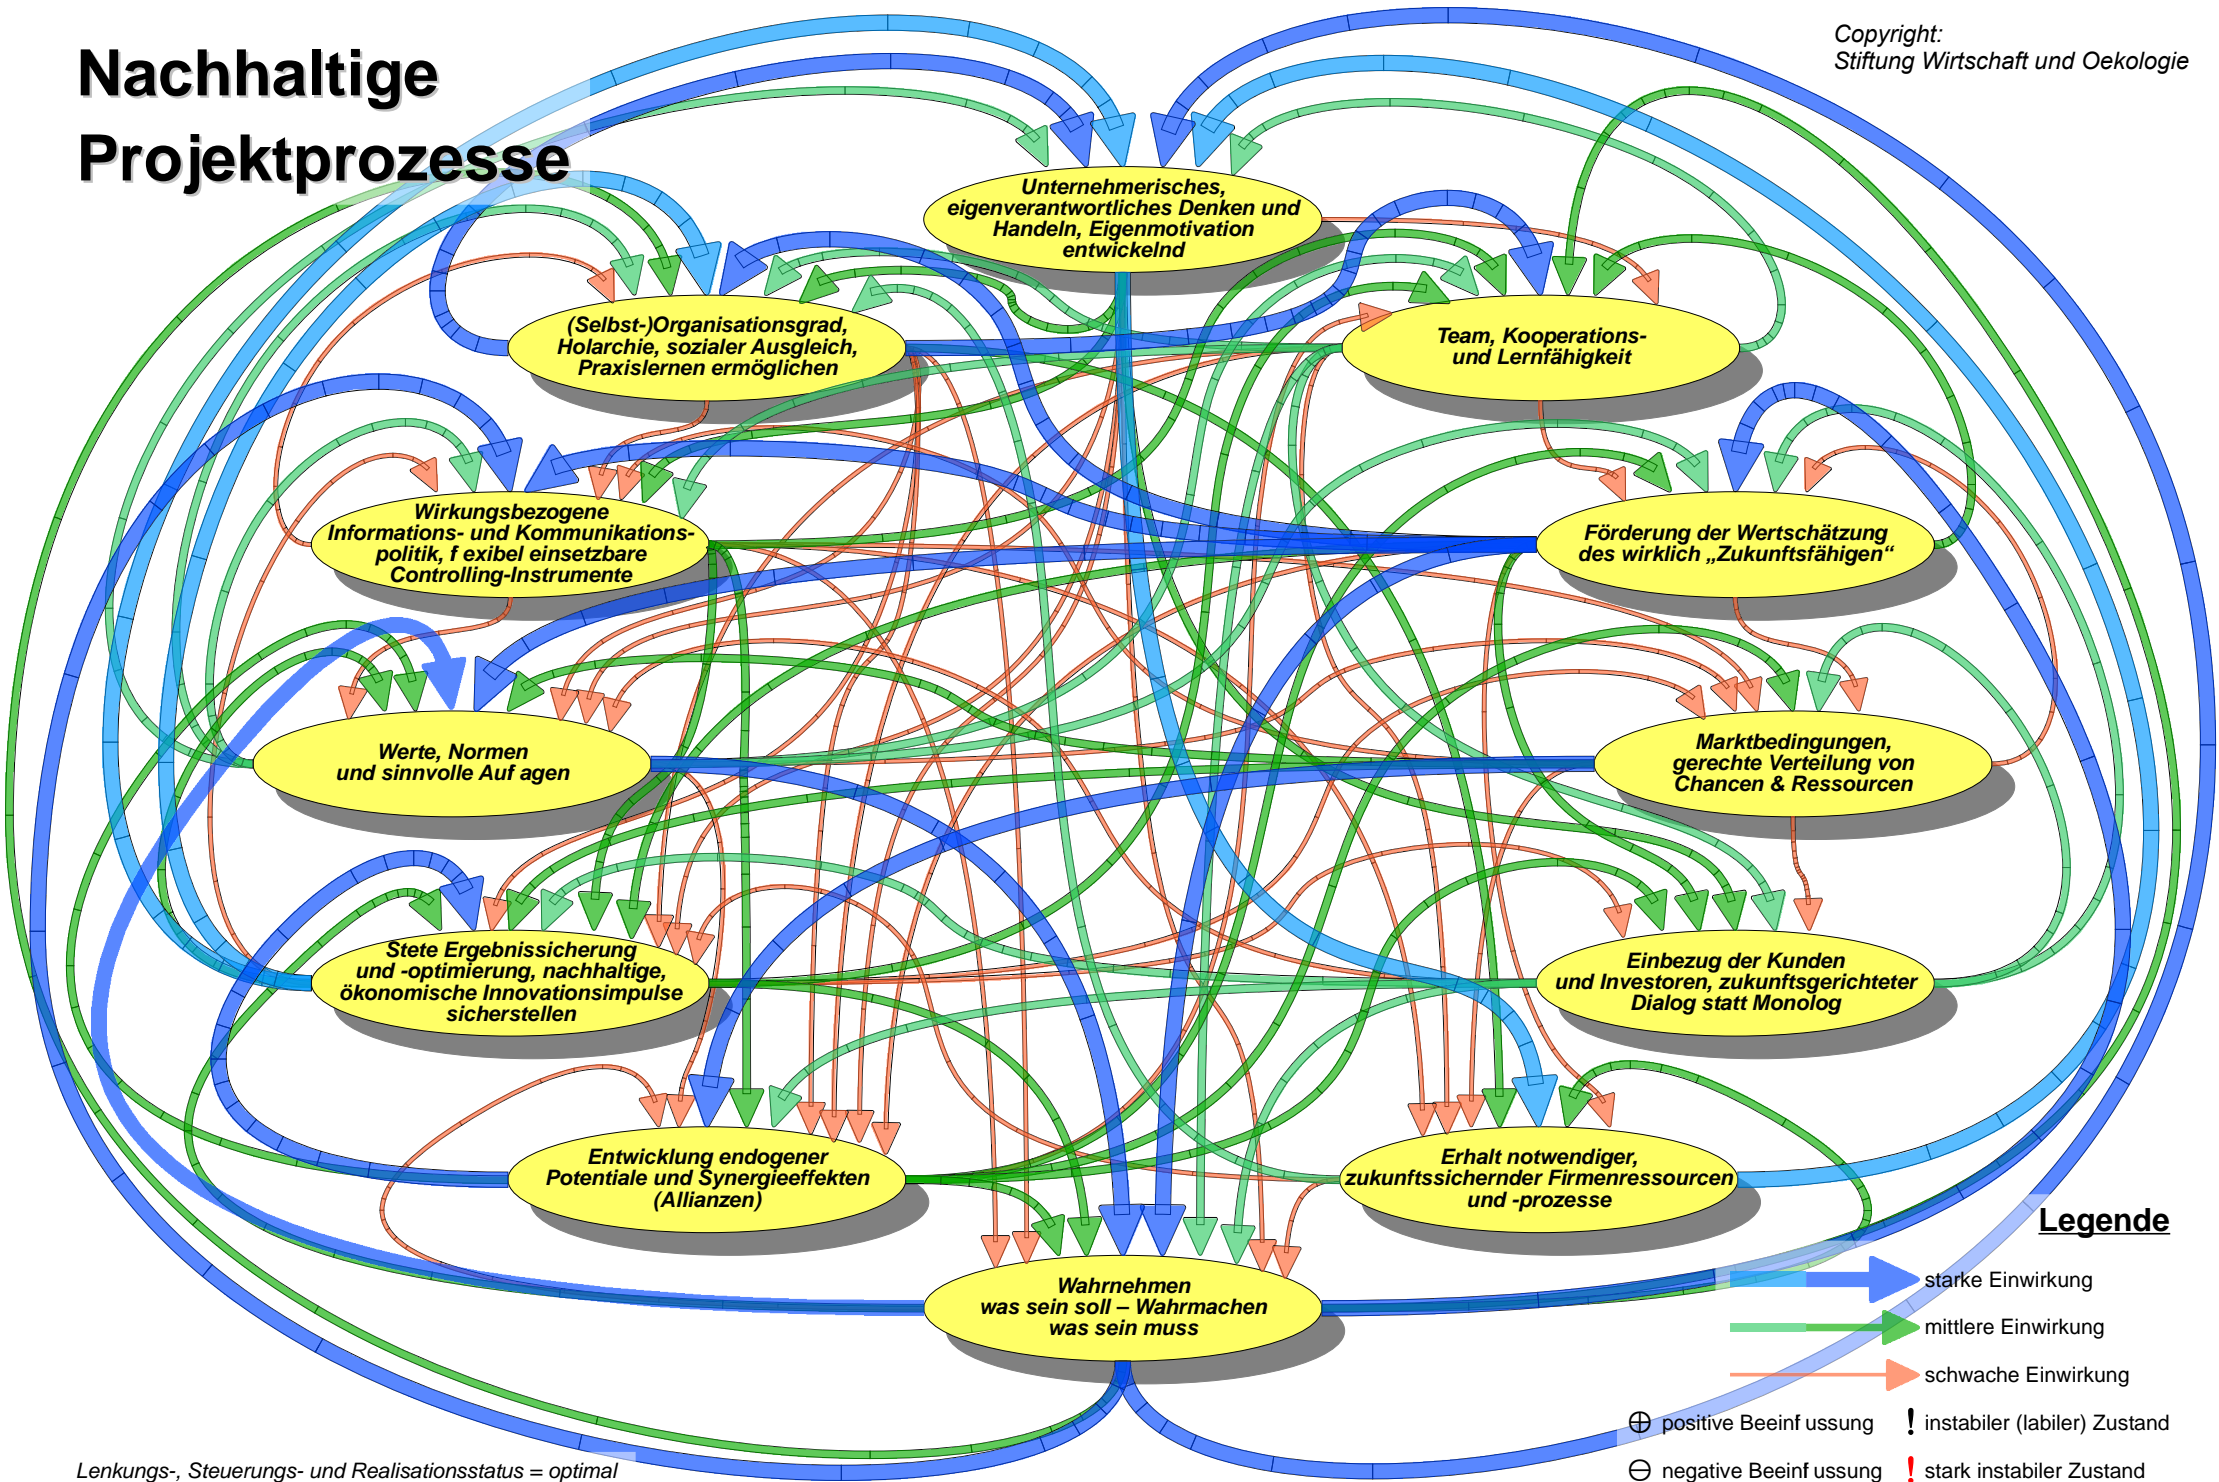 Nachhaltige
Projektprozesse
Copyright:
Stiftung Wirtschaft und Oekologie
Unternehmerisches,
eigenverantwortliches Denken und
Handeln, Eigenmotivation
entwickelnd
(Selbst-)Organisationsgrad,
Holarchie, sozialer Ausgleich,
Praxislernen ermöglichen
Team, Kooperations-
und Lernfähigkeit
Wirkungsbezogene
Informations- und Kommunikations-
politik, f exibel einsetzbare
Controlling-Instrumente
Förderung der Wertschätzung
des wirklich „Zukunftsfähigen“
Werte, Normen
und sinnvolle Auf agen
Marktbedingungen,
gerechte Verteilung von
Chancen & Ressourcen
Stete Ergebnissicherung
und -optimierung, nachhaltige,
ökonomische Innovationsimpulse
sicherstellen
Einbezug der Kunden
und Investoren, zukunftsgerichteter
Dialog statt Monolog
Entwicklung endogener
Potentiale und Synergieeffekten
(Allianzen)
Erhalt notwendiger,
zukunftssichernder Firmenressourcen
und -prozesse
Wahrnehmen
was sein soll – Wahrmachen
was sein muss
Legende
starke Einwirkung
mittlere Einwirkung
schwache Einwirkung
⊕ positive Beeinf ussung
! instabiler (labiler) Zustand
⊖ negative Beeinf ussung
! stark instabiler Zustand
Lenkungs-, Steuerungs- und Realisationsstatus = optimal